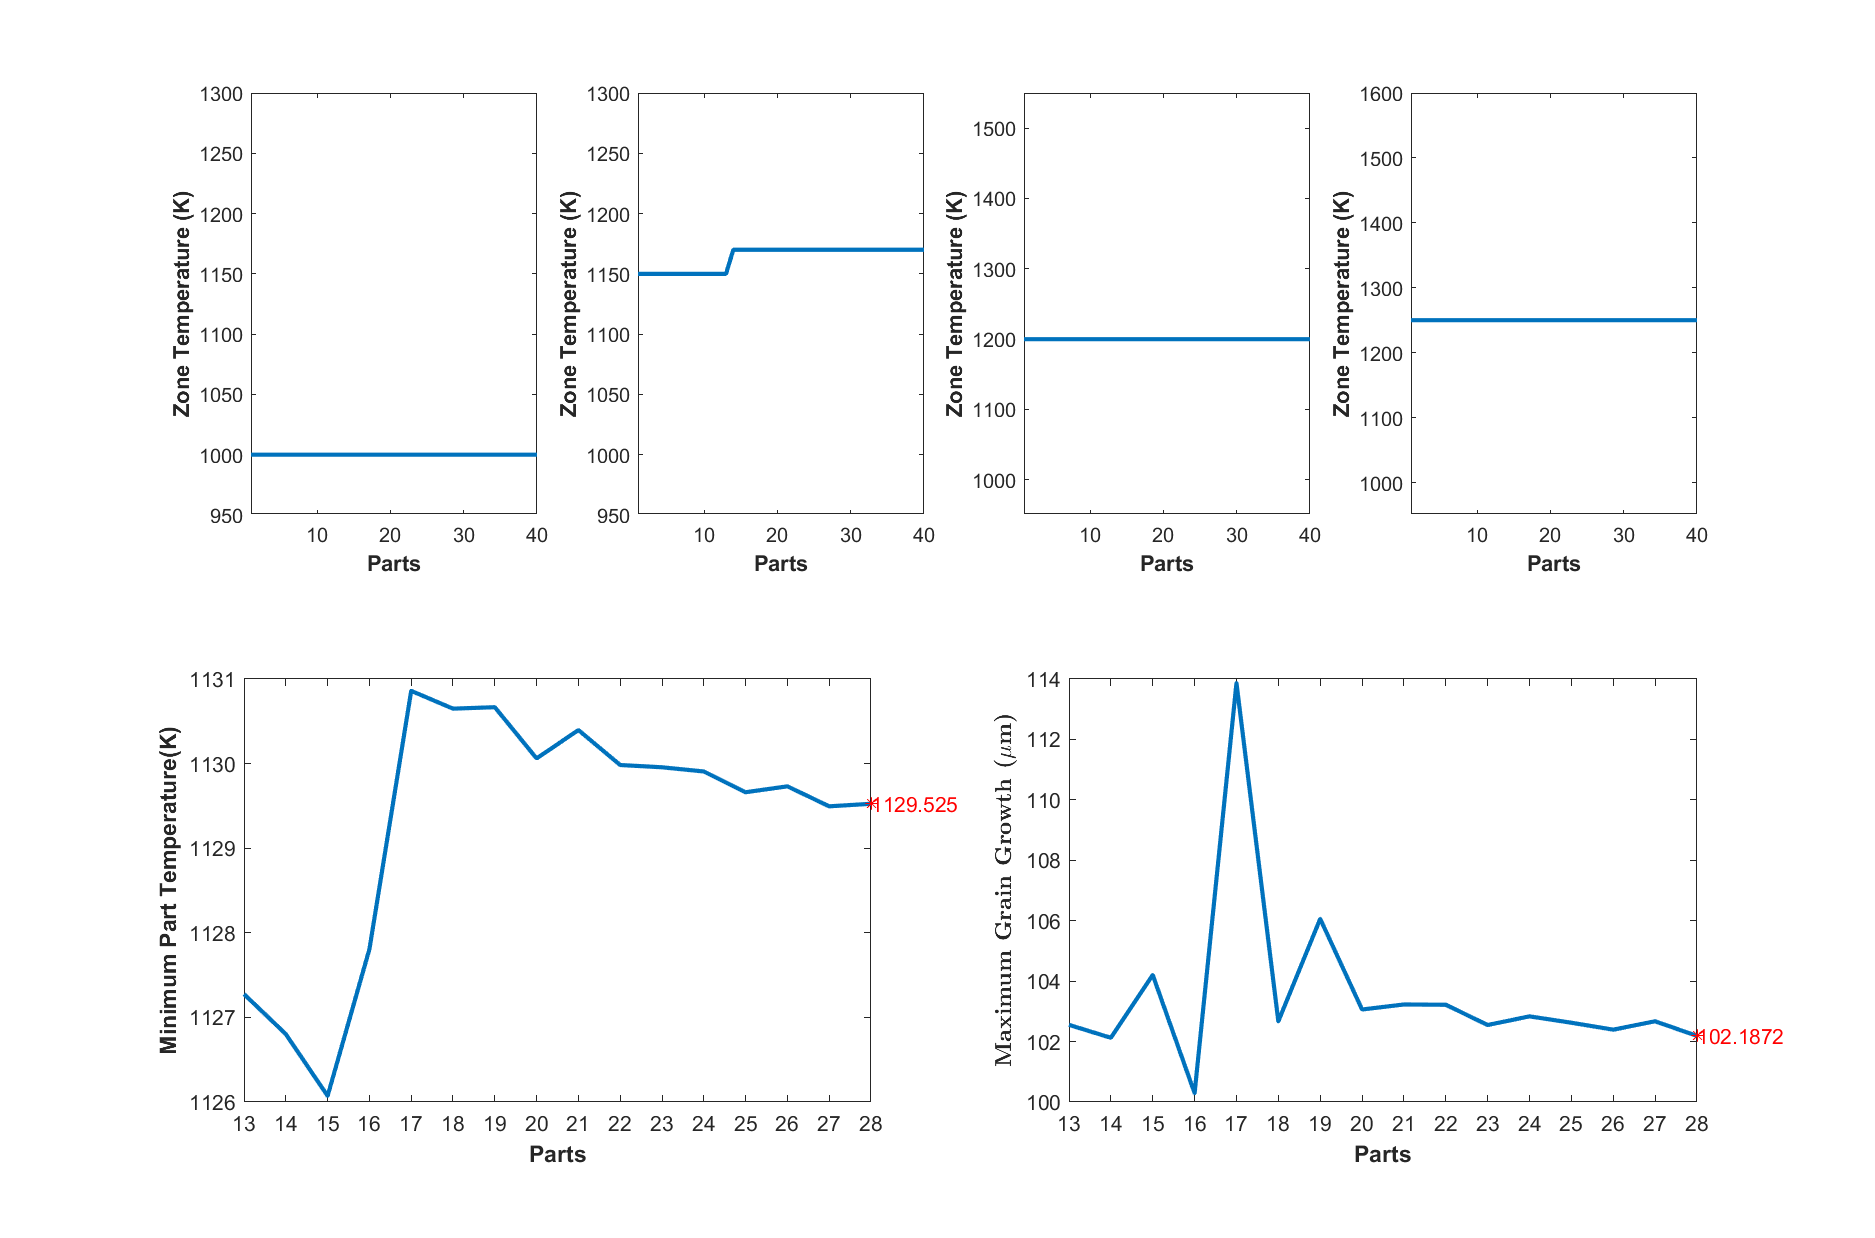 1300 1250 1200 1150 1100 1050 1000 950
Zone Temperature (K)
10 20 30 40
Parts
1300 1250 1200 1150 1100 1050 1000 950
Zone Temperature (K)
10 20 30 40
Parts
1500 1400 1300 1200 1100 1000
Zone Temperature (K)
10 20 30 40
Parts
1600 1500 1400 1300 1200 1100 1000
Zone Temperature (K)
10 20 30 40
Parts
1131 1130 1129 1128 1127 1126
Minimum Part Temperature(K)
1129.525
13 14 15 16 17 18 19 20 21 22 23 24 25 26 27 28
Parts
114 112 110 108 106 104 102 100
Maximum Grain Growth (μm)
102.1872
13 14 15 16 17 18 19 20 21 22 23 24 25 26 27 28
Parts